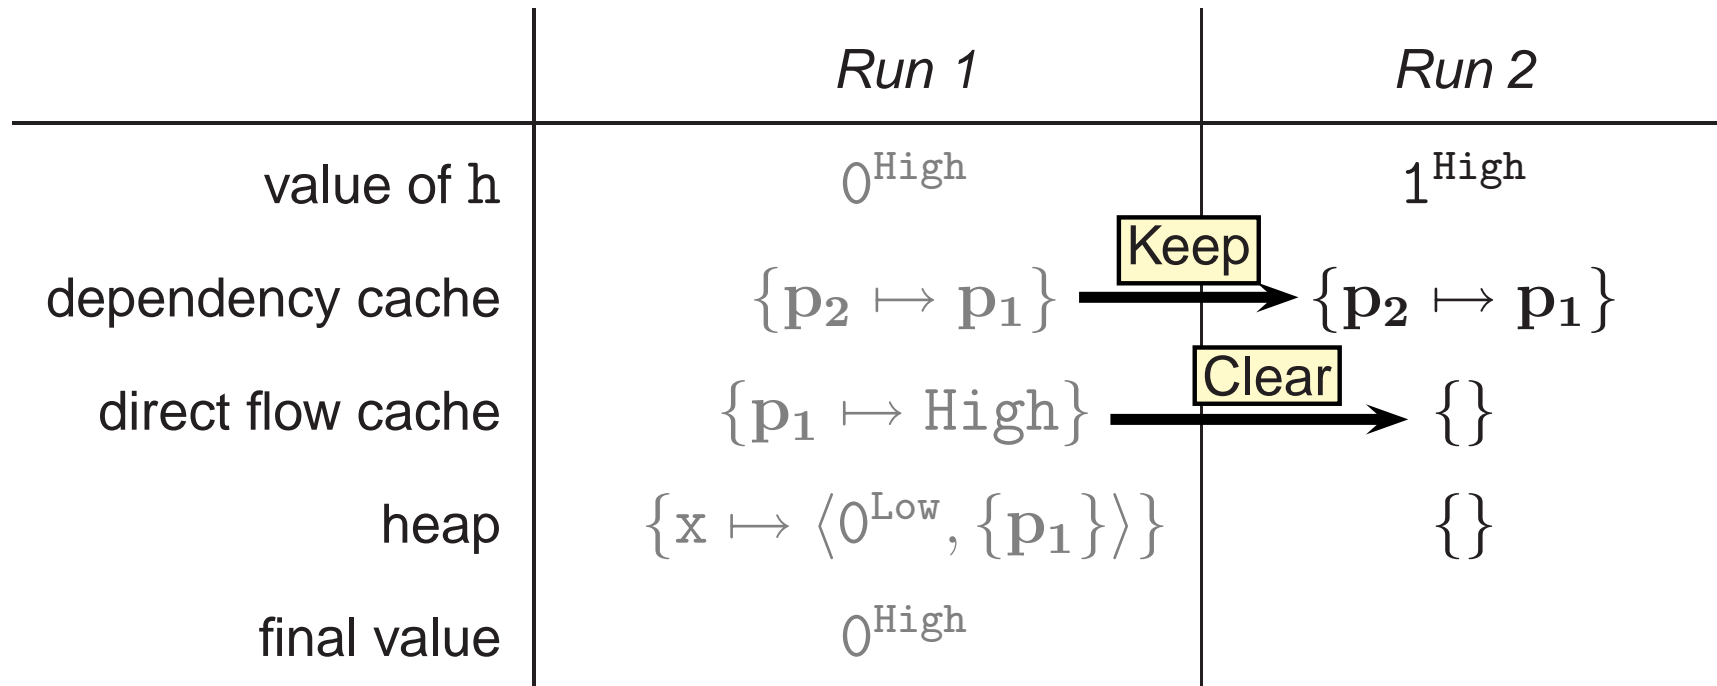 Run 1 Run 2
value of h 0^High 1^High
Keep
dependency cache {p₂ ↦ p₁} {p₂ ↦ p₁}
Clear
direct flow cache {p₁ ↦ High} {}
heap {x ↦ ⟨0^Low, {p₁}⟩} {}
final value 0^High